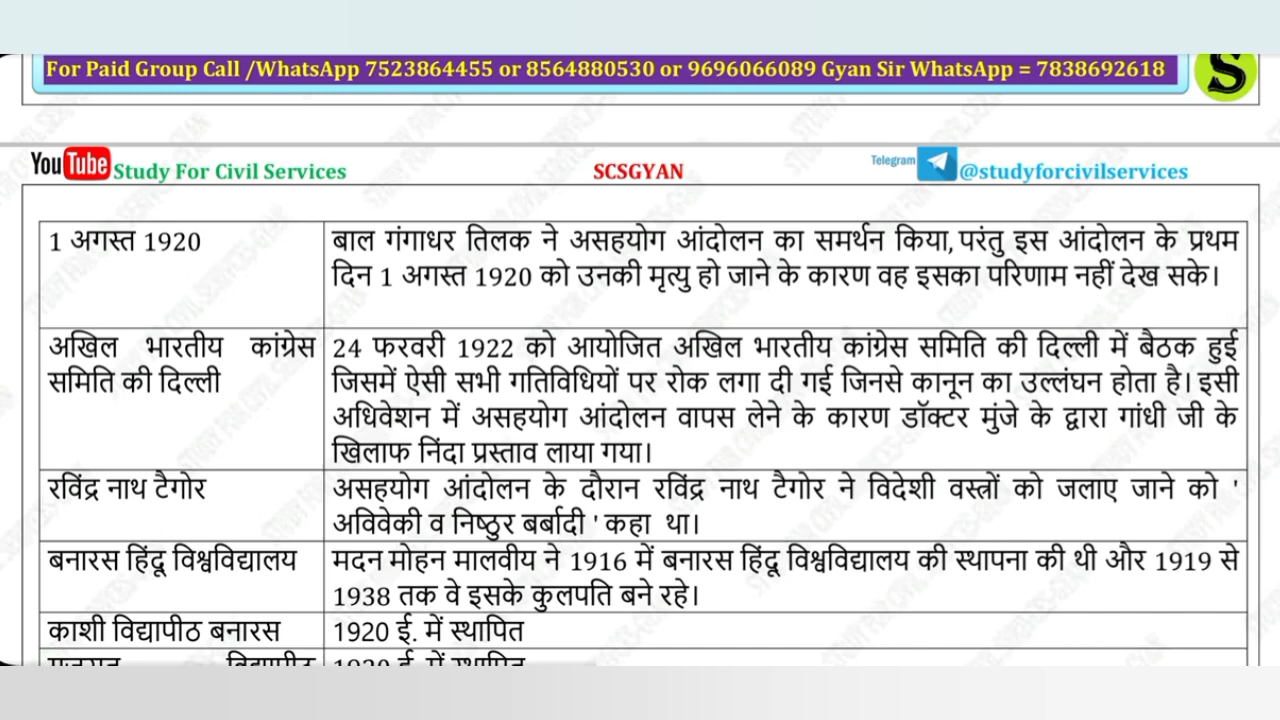 For Paid Group Call /WhatsApp 7523864455 or 8564880530 or 9696066089 Gyan Sir WhatsApp = 7838692618
S
YouTube Study For Civil Services
SCSGYAN
Telegram @studyforcivilservices
1 अगस्त 1920
बाल गंगाधर तिलक ने असहयोग आंदोलन का समर्थन किया, परंतु इस आंदोलन के प्रथम
दिन 1 अगस्त 1920 को उनकी मृत्यु हो जाने के कारण वह इसका परिणाम नहीं देख सके।
अखिल भारतीय कांग्रेस
समिति की दिल्ली
24 फरवरी 1922 को आयोजित अखिल भारतीय कांग्रेस समिति की दिल्ली में बैठक हुई
जिसमें ऐसी सभी गतिविधियों पर रोक लगा दी गई जिनसे कानून का उल्लंघन होता है। इसी
अधिवेशन में असहयोग आंदोलन वापस लेने के कारण डॉक्टर मुंजे के द्वारा गांधी जी के
खिलाफ निंदा प्रस्ताव लाया गया।
रविंद्र नाथ टैगोर
असहयोग आंदोलन के दौरान रविंद्र नाथ टैगोर ने विदेशी वस्त्रों को जलाए जाने को '
अविवेकी व निष्ठुर बर्बादी ' कहा था।
बनारस हिंदू विश्वविद्यालय
मदन मोहन मालवीय ने 1916 में बनारस हिंदू विश्वविद्यालय की स्थापना की थी और 1919 से
1938 तक वे इसके कुलपति बने रहे।
काशी विद्यापीठ बनारस
1920 ई. में स्थापित